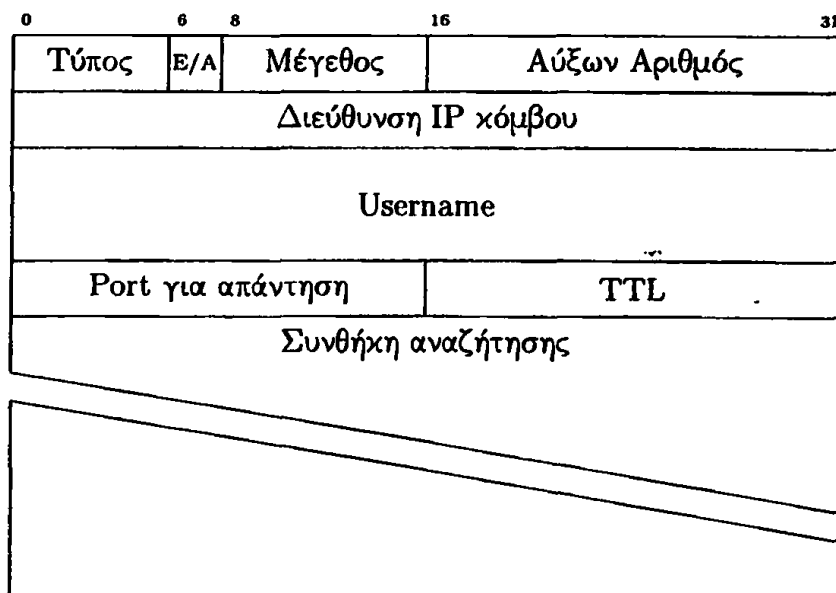 0 6 8 16 31
Τύπος E/A Μέγεθος Αύξων Αριθμός
Διεύθυνση IP κόμβου
Username
Port για απάντηση TTL
Συνθήκη αναζήτησης